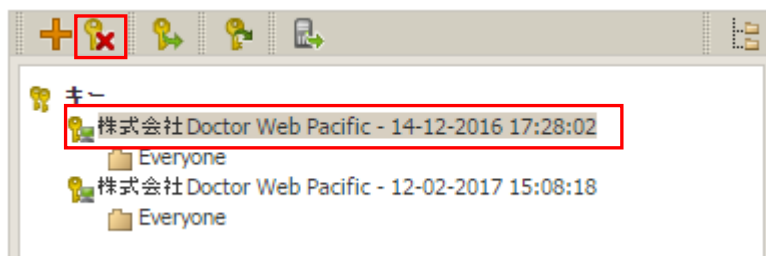 キー
株式会社Doctor Web Pacific - 14-12-2016 17:28:02
Everyone
株式会社Doctor Web Pacific - 12-02-2017 15:08:18
Everyone